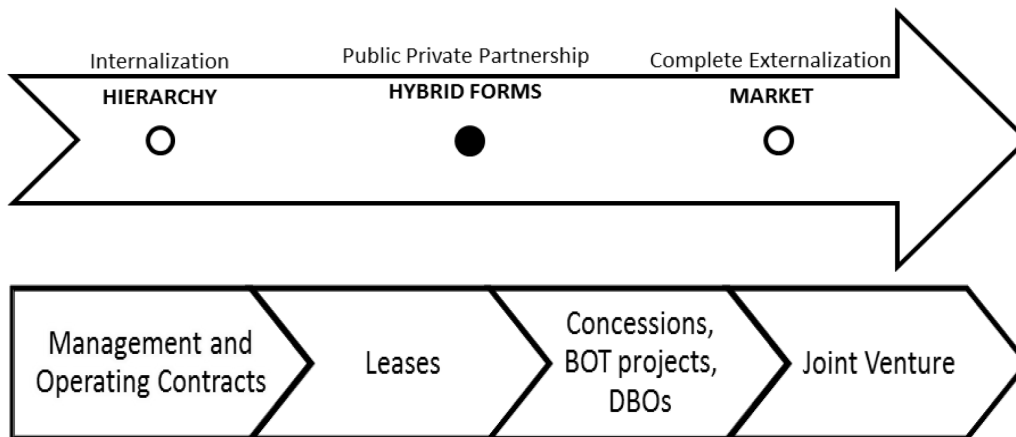 Internalization
HIERARCHY
Public Private Partnership
HYBRID FORMS
Complete Externalization
MARKET
Management and
Operating Contracts
Leases
Concessions,
BOT projects,
DBOs
Joint Venture